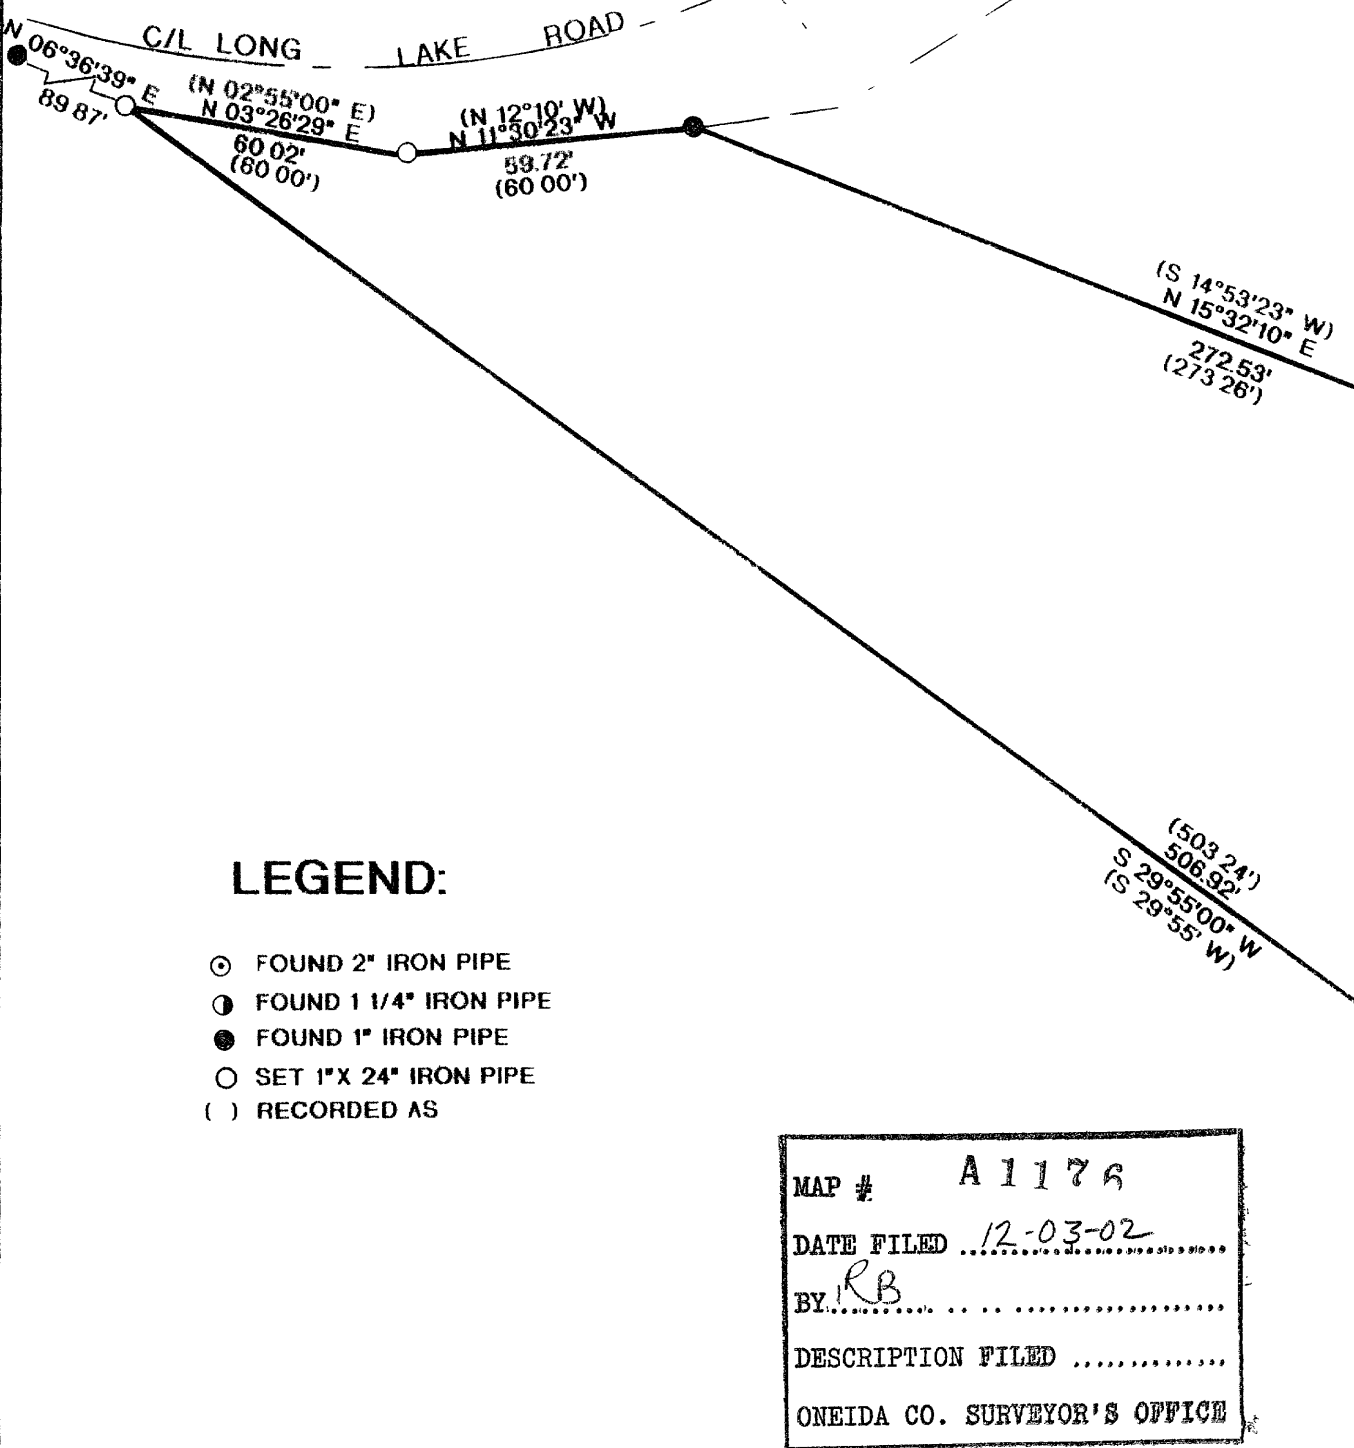 C/L LONG LAKE ROAD
N 06°36'39" E
89 87'
(N 02°55'00" E)
N 03°26'29" E
60 02'
(60 00')
(N 12°10' W)
N 11°30'23" W
59.72'
(60 00')
(S 14°53'23" W)
N 15°32'10" E
272.53'
(273 26')
(503 24')
506.92'
S 29°55'00" W
(S 29°55' W)
LEGEND:
FOUND 2" IRON PIPE
FOUND 1 1/4" IRON PIPE
FOUND 1" IRON PIPE
SET 1"X 24" IRON PIPE
( ) RECORDED AS
MAP # A1176
DATE FILED 12-03-02
BY RB
DESCRIPTION FILED ..............
ONEIDA CO. SURVEYOR'S OFFICE